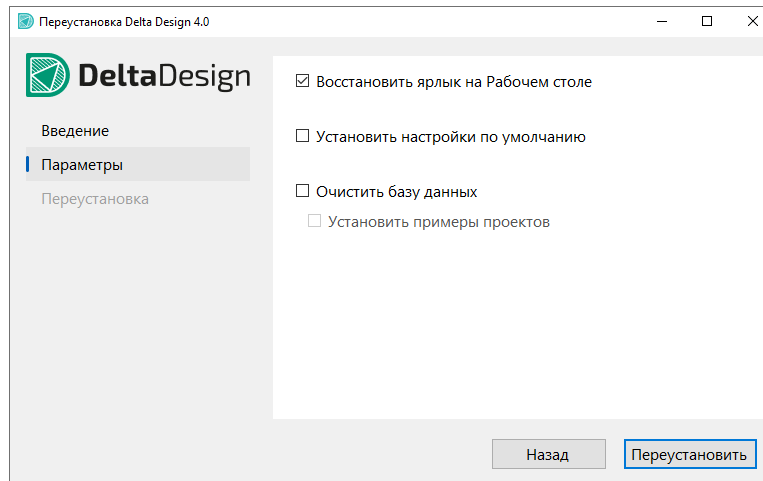 Переустановка Delta Design 4.0
DeltaDesign
Введение
Параметры
Переустановка
Восстановить ярлык на Рабочем столе
Установить настройки по умолчанию
Очистить базу данных
Установить примеры проектов
Назад
Переустановить